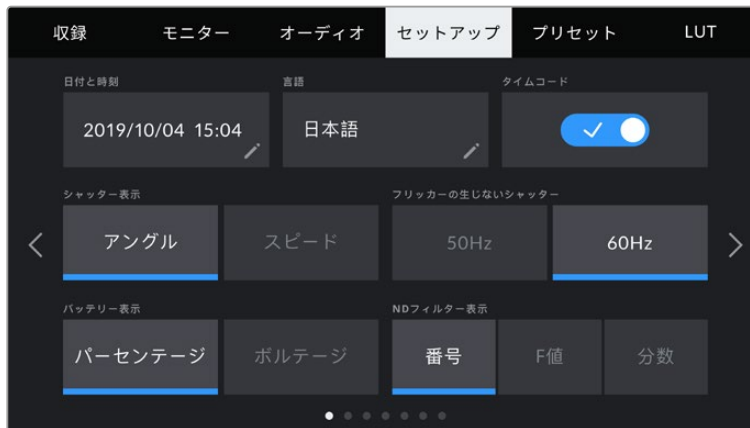 収録 モニター オーディオ セットアップ プリセット LUT
日付と時刻 言語 タイムコード
2019/10/04 15:04 日本語
シャッター表示 フリッカーの生じないシャッター
アングル スピード 50Hz 60Hz
バッテリー表示 NDフィルター表示
パーセンテージ ボルテージ 番号 F値 分数